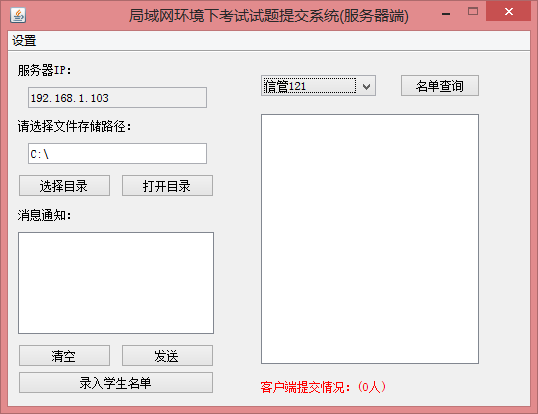 局域网环境下考试试题提交系统(服务器端)
设置
服务器IP:
192.168.1.103
请选择文件存储路径:
C:\
选择目录
打开目录
消息通知:
清空
发送
录入学生名单
信管121
名单查询
客户端提交情况: (0人)